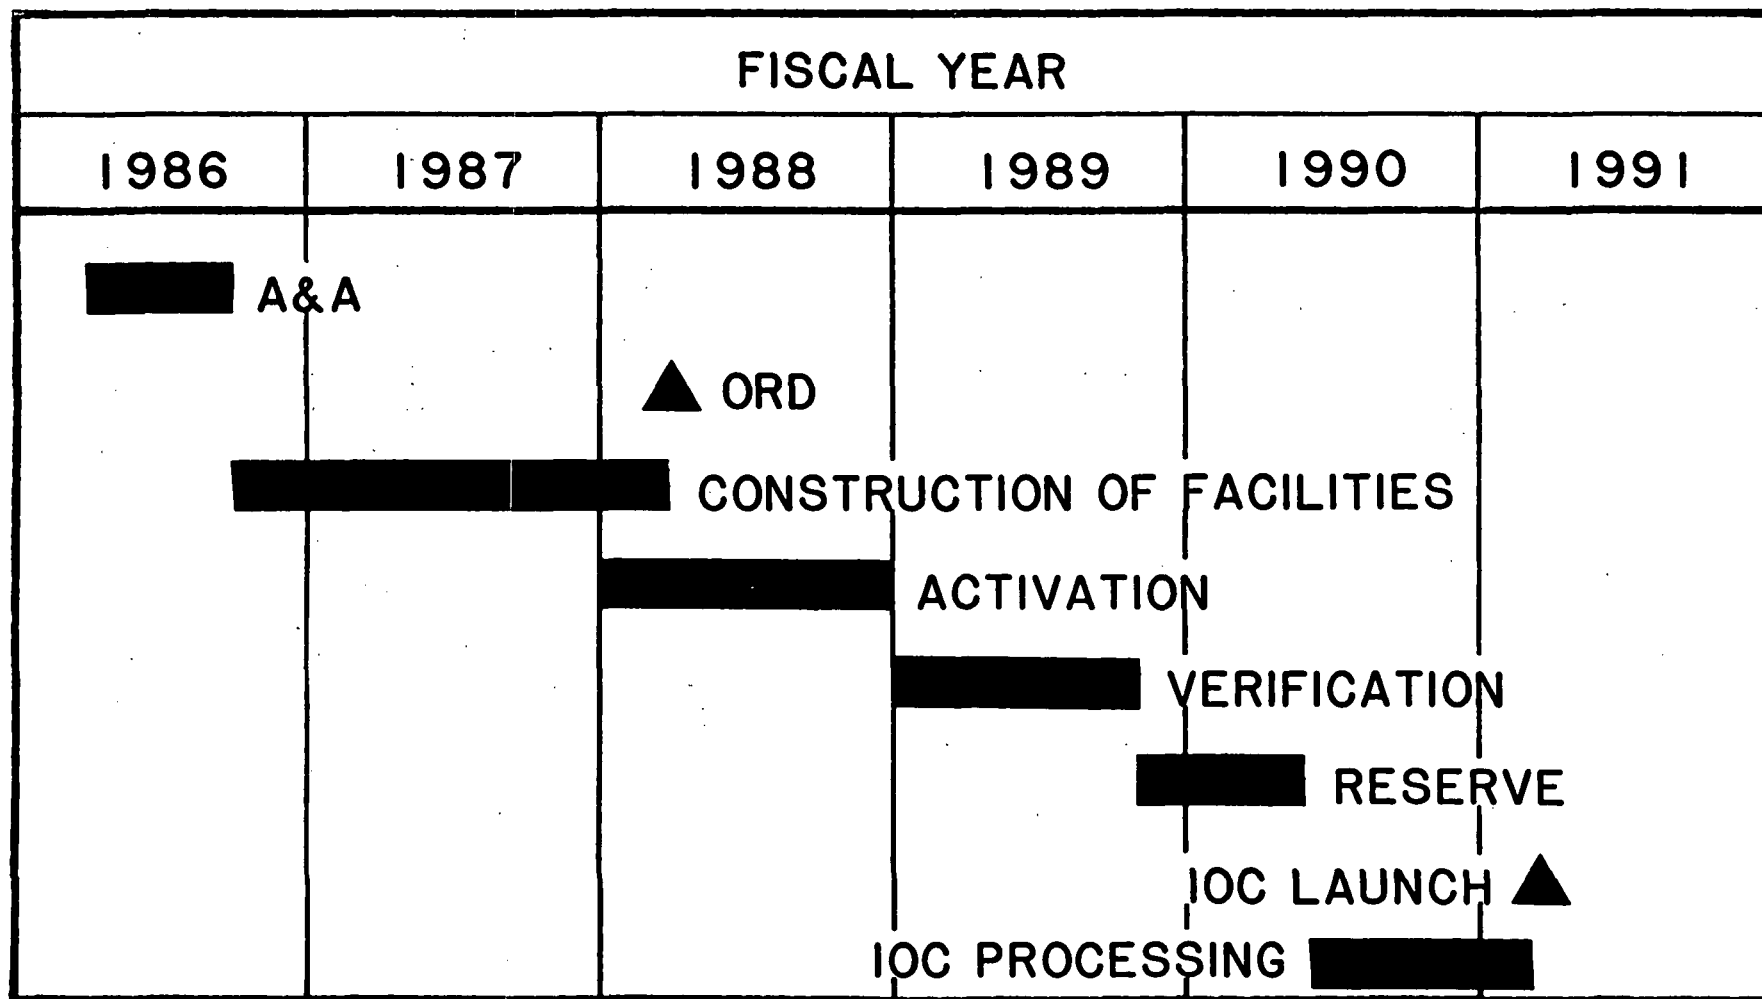 FISCAL YEAR
1986 1987 1988 1989 1990 1991
A&A
ORD
CONSTRUCTION OF FACILITIES
ACTIVATION
VERIFICATION
RESERVE
IOC LAUNCH
IOC PROCESSING